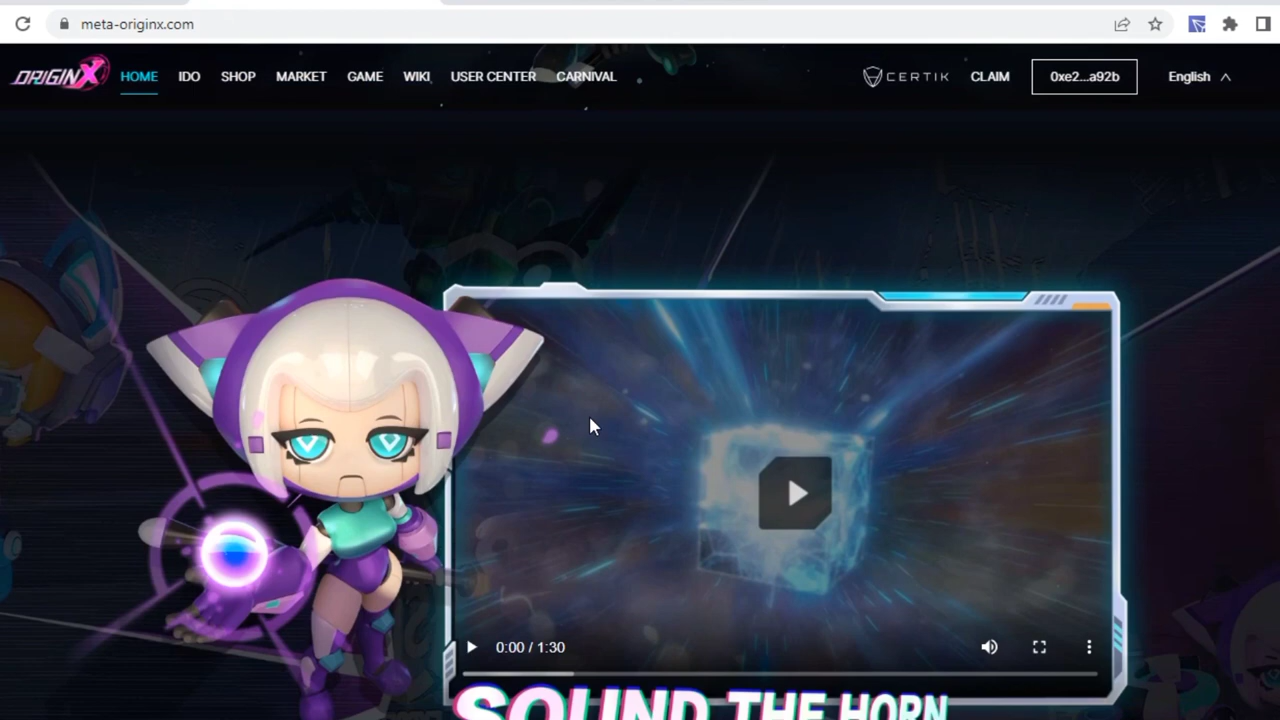 meta-originx.com
ORIGINX
HOME
IDO
SHOP
MARKET
GAME
WIKI
USER CENTER
CARNIVAL
CERTIK
CLAIM
0xe2...a92b
English
0:00 / 1:30
SOUND THE HORN